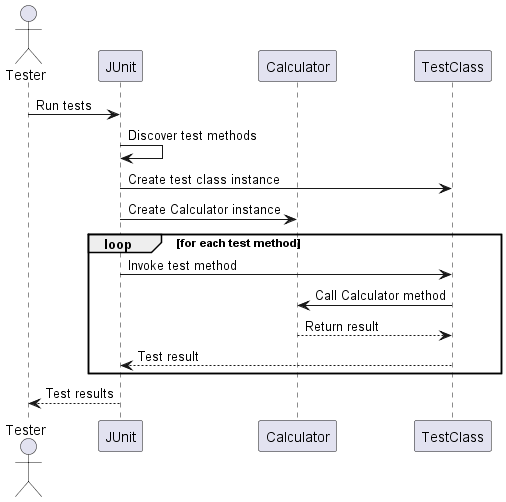 Tester
JUnit
Calculator
TestClass
Run tests
Discover test methods
Create test class instance
Create Calculator instance
loop [for each test method]
Invoke test method
Call Calculator method
Return result
Test result
Test results
Tester
JUnit
Calculator
TestClass